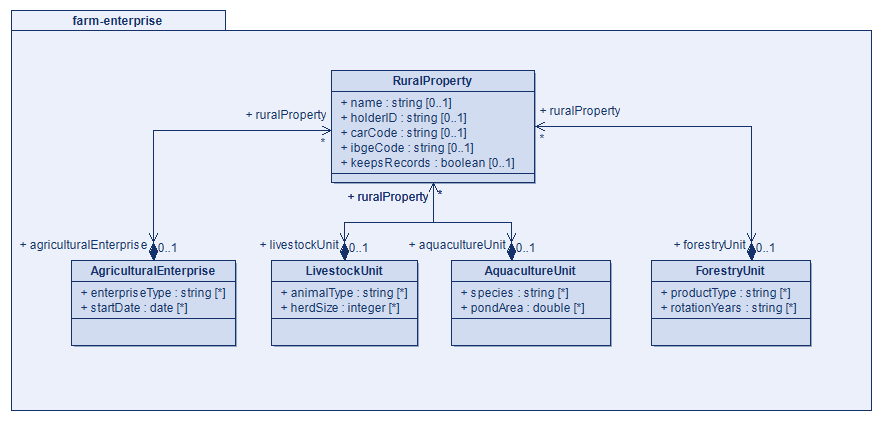 farm-enterprise
RuralProperty
+ name : string [0..1]
+ holderID : string [0..1]
+ carCode : string [0..1]
+ ibgeCode : string [0..1]
+ keepsRecords : boolean [0..1]
+ ruralProperty
*
+ ruralProperty
*
+ ruralProperty
*
+ agriculturalEnterprise
0..1
+ livestockUnit
0..1
+ aquacultureUnit
0..1
+ forestryUnit
0..1
AgriculturalEnterprise
+ enterpriseType : string [*]
+ startDate : date [*]
LivestockUnit
+ animalType : string [*]
+ herdSize : integer [*]
AquacultureUnit
+ species : string [*]
+ pondArea : double [*]
ForestryUnit
+ productType : string [*]
+ rotationYears : string [*]